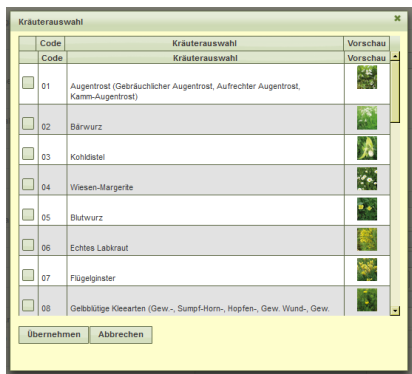 Kräuterauswahl
Code Kräuterauswahl Vorschau
Code Kräuterauswahl Vorschau
01 Augentrost (Gebräuchlicher Augentrost, Aufrechter Augentrost,
Kamm-Augentrost)
02 Bärwurz
03 Kohldistel
04 Wiesen-Margerite
05 Blutwurz
06 Echtes Labkraut
07 Flügelginster
08 Gelbblütige Kleearten (Gew.-, Sumpf-Horn-, Hopfen-, Gew. Wund-, Gew.
Übernehmen Abbrechen